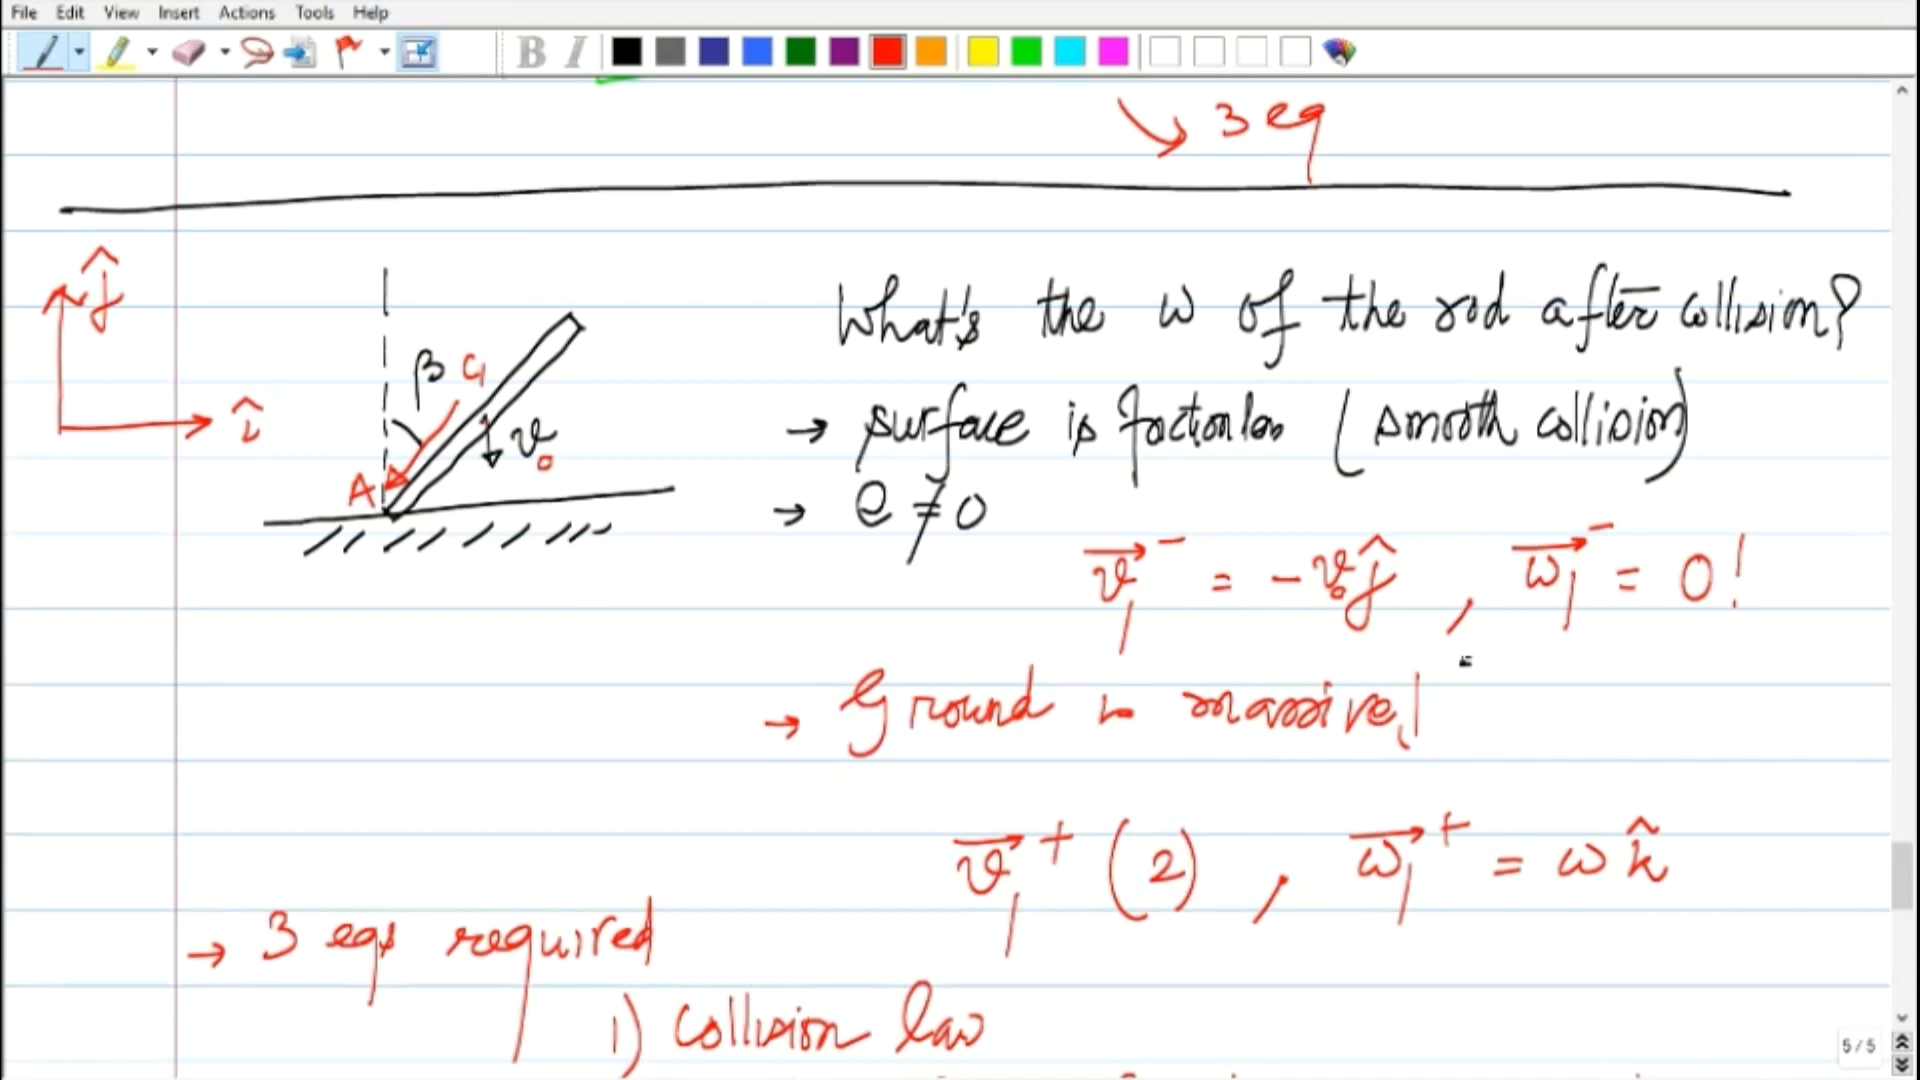 File Edit View Insert Actions Tools Help
B I
↘ 3 eq
ĵ
î
β G
v₀
A
What's the ω of the rod after collision?
→ surface is frictionless (smooth collision)
→ e ≠ 0
v₁⁻ = -v₀ĵ , ω₁⁻ = 0!
→ Ground is massive!
v₁⁺ (2) , ω₁⁺ = ω k̂
→ 3 eqs required
1) Collision law
5/5